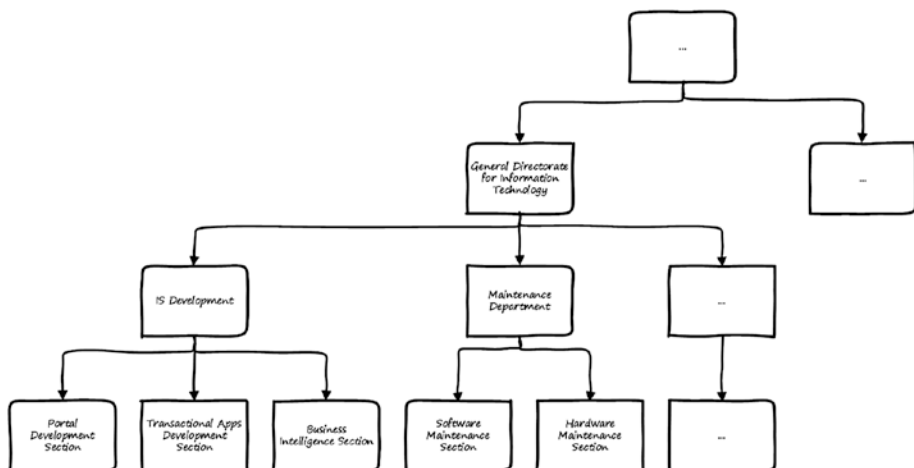 ...
General Directorate
for Information
Technology
...
IS Development
Maintenance
Department
...
Portal
Development
Section
Transactional Apps
Development
Section
Business
Intelligence Section
Software
Maintenance
Section
Hardware
Maintenance
Section
...